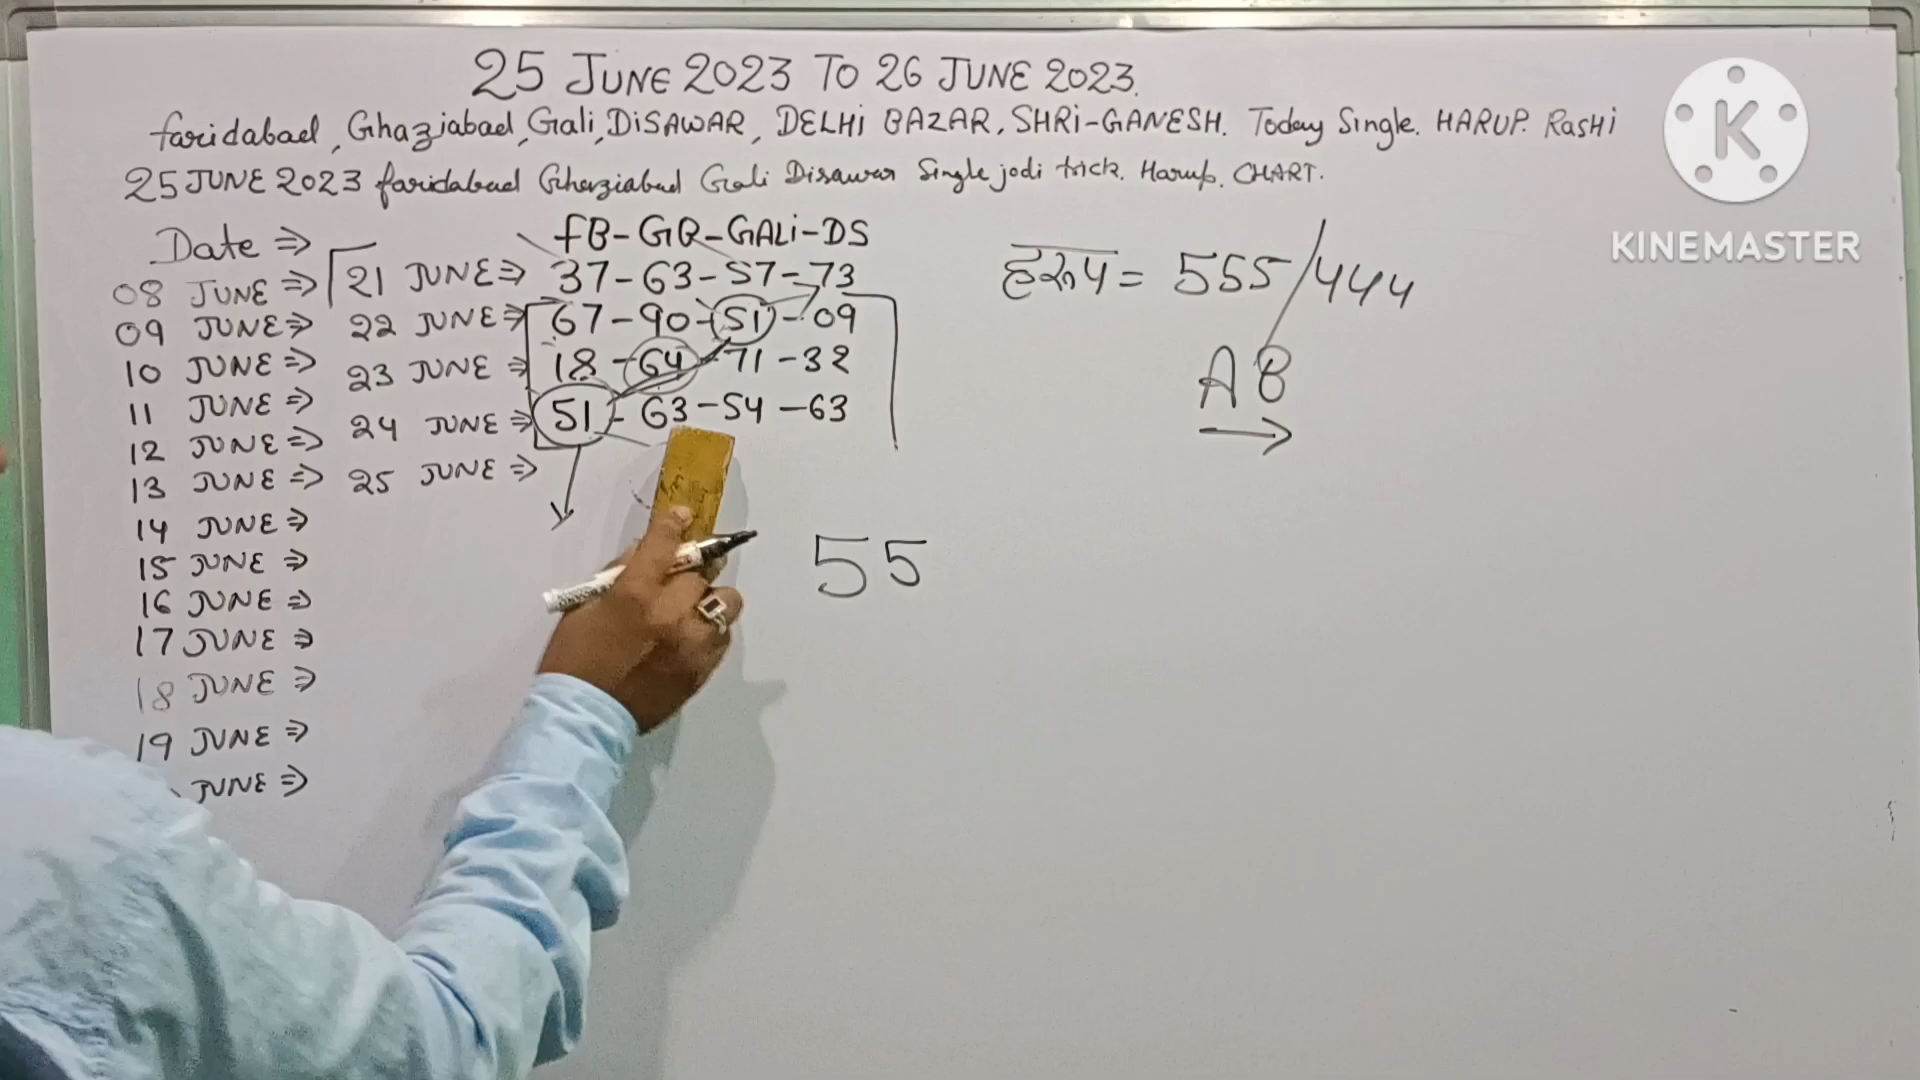 25 JUNE 2023 TO 26 JUNE 2023.
faridabad, Ghaziabad, Gali, DiSAWAR, DELHi BAZAR, SHRi-GANESH. Today Single. HARUP. RASHi
25 JUNE 2023 faridabad Ghaziabad Gali Disawar Single jodi trick. Haruf. CHART.
Date ⇒ FB-GB-GALi-DS
08 JUNE ⇒ 21 JUNE ⇒ 37-63-57-73
09 JUNE ⇒ 22 JUNE ⇒ 67-90-51-09
10 JUNE ⇒ 23 JUNE ⇒ 18-64-71-32
11 JUNE ⇒ 24 JUNE ⇒ 51-63-54-63
12 JUNE ⇒ 25 JUNE ⇒
13 JUNE ⇒
14 JUNE ⇒
15 JUNE ⇒
16 JUNE ⇒
17 JUNE ⇒
18 JUNE ⇒
19 JUNE ⇒
JUNE ⇒
हरूप = 555/444
AB
→
55
K
KINEMASTER